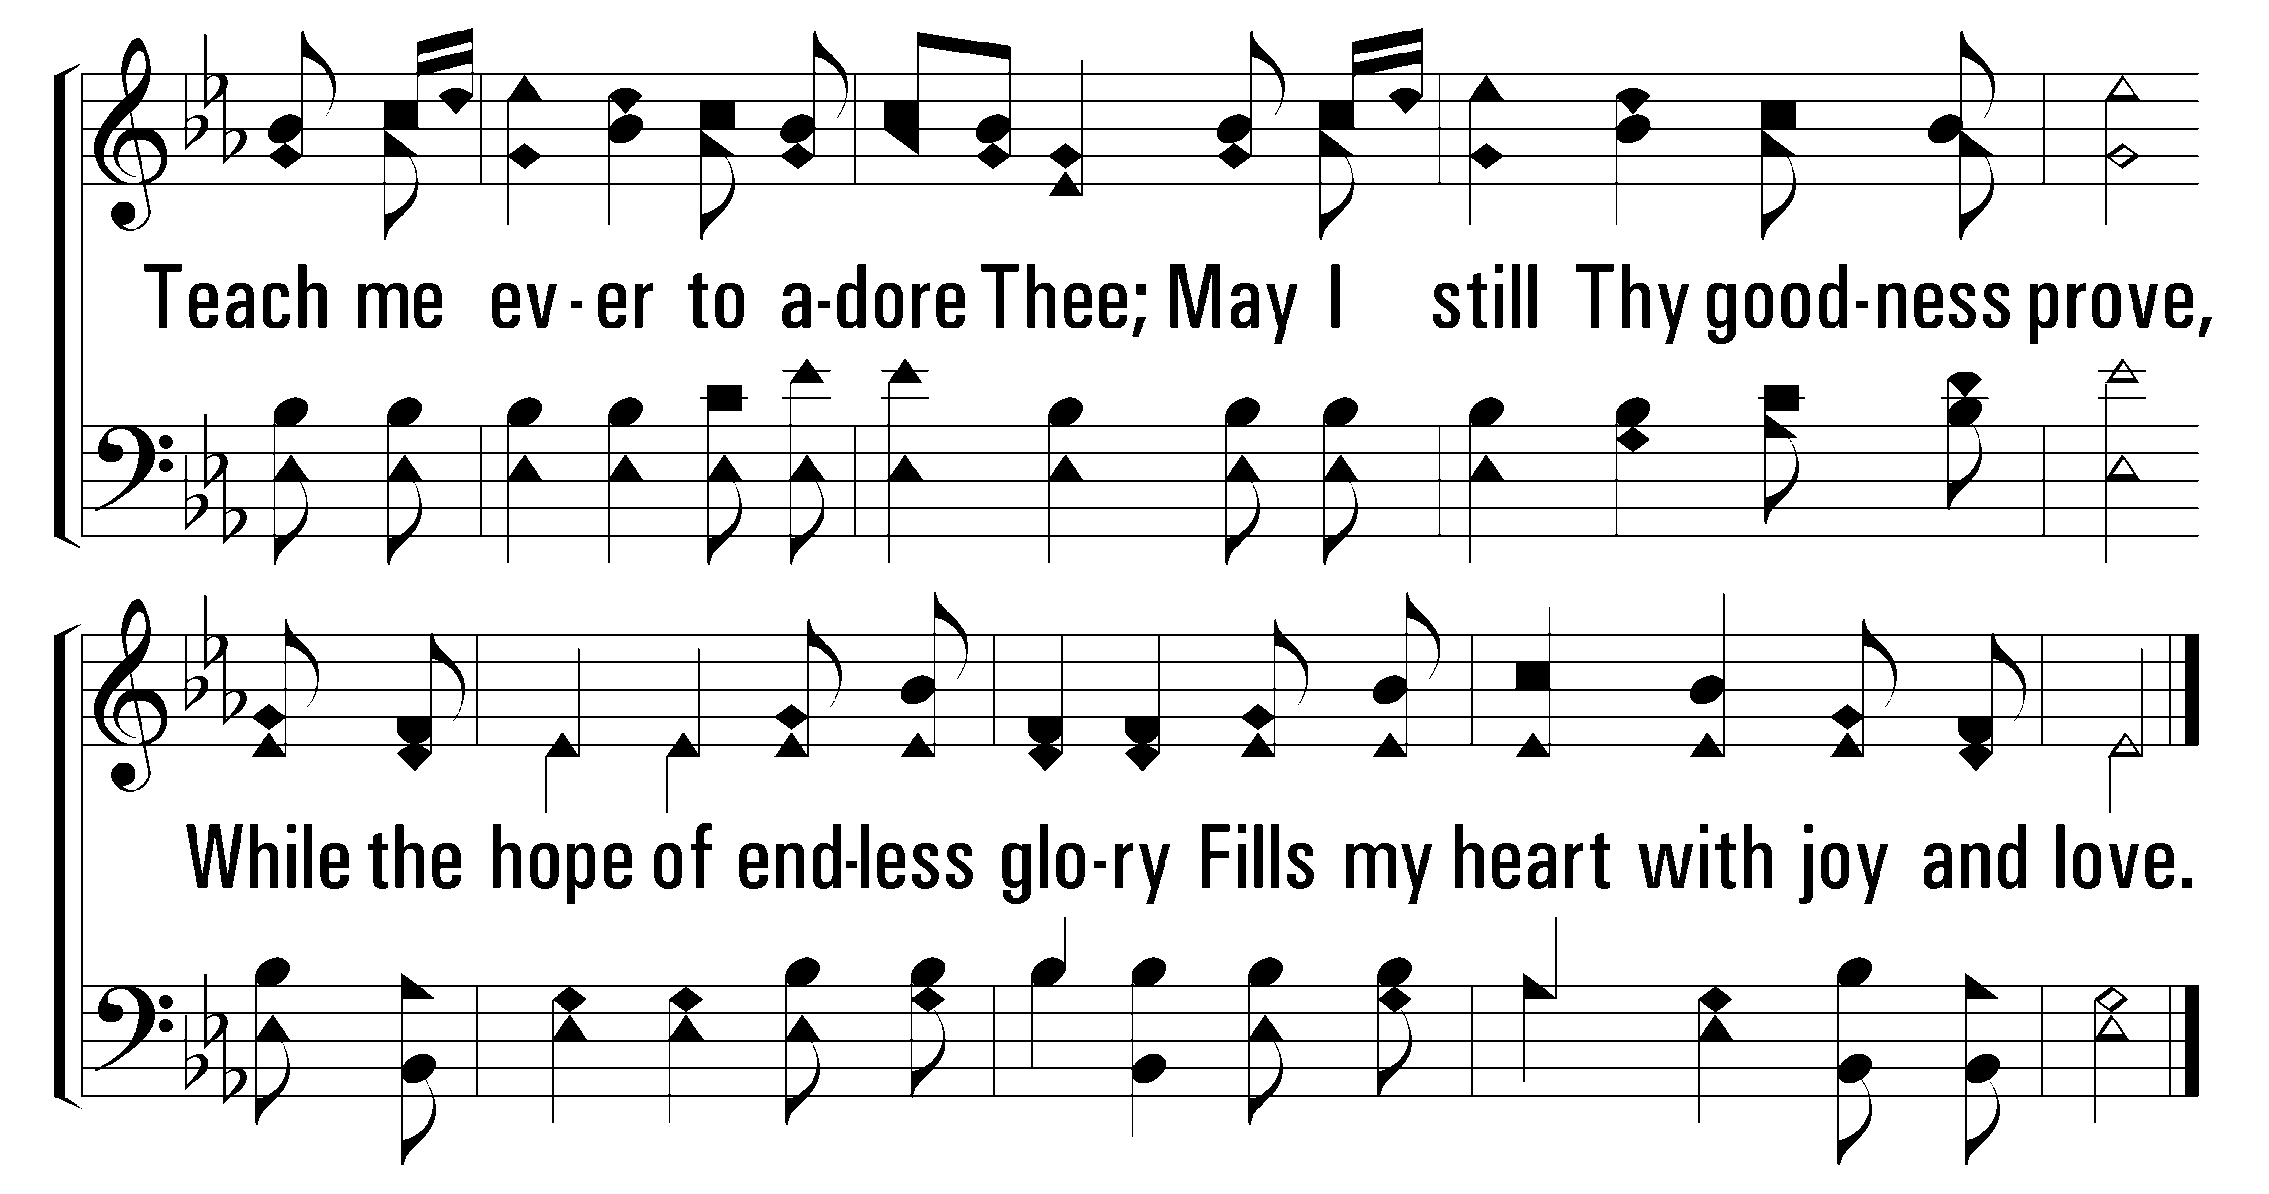 Teach me ev-er to a-dore Thee; May I still Thy good-ness prove,
While the hope of end-less glo-ry Fills my heart with joy and love.